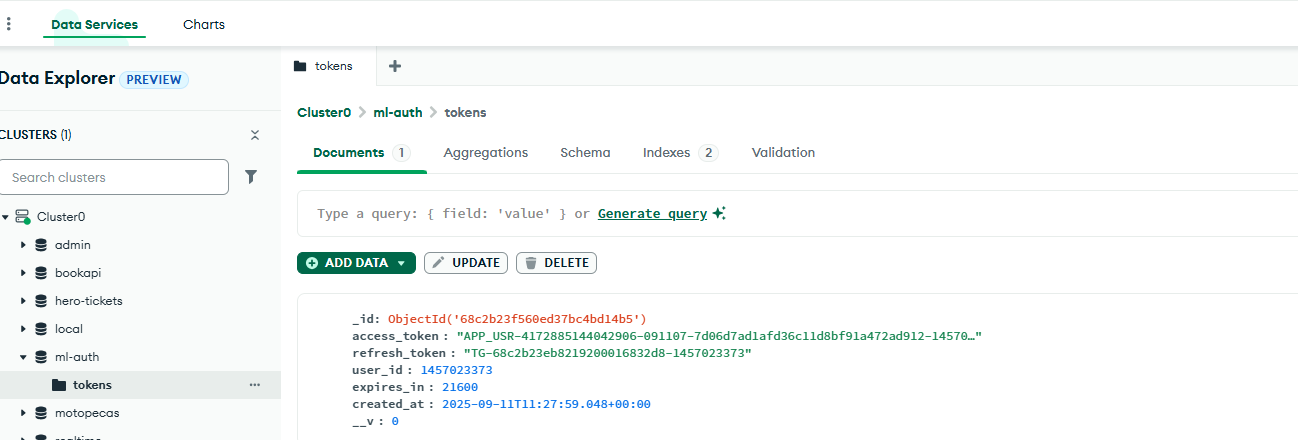 Data Services Charts
Data Explorer PREVIEW
CLUSTERS (1)
Search clusters
Cluster0
admin
bookapi
hero-tickets
local
ml-auth
tokens
motopecas
tokens
Cluster0 > ml-auth > tokens
Documents 1 Aggregations Schema Indexes 2 Validation
Type a query: { field: 'value' } or Generate query
ADD DATA UPDATE DELETE
_id: ObjectId('68c2b23f560ed37bc4bd14b5')
access_token : "APP_USR-4172885144042906-091107-7d06d7ad1afd36c11d8bf91a472ad912-14570…"
refresh_token : "TG-68c2b23eb8219200016832d8-1457023373"
user_id : 1457023373
expires_in : 21600
created_at : 2025-09-11T11:27:59.048+00:00
__v : 0